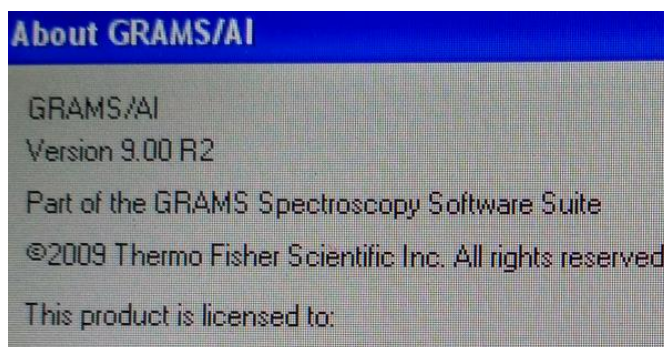 About GRAMS/AI
GRAMS/AI
Version 9.00 R2
Part of the GRAMS Spectroscopy Software Suite
©2009 Thermo Fisher Scientific Inc. All rights reserved
This product is licensed to: